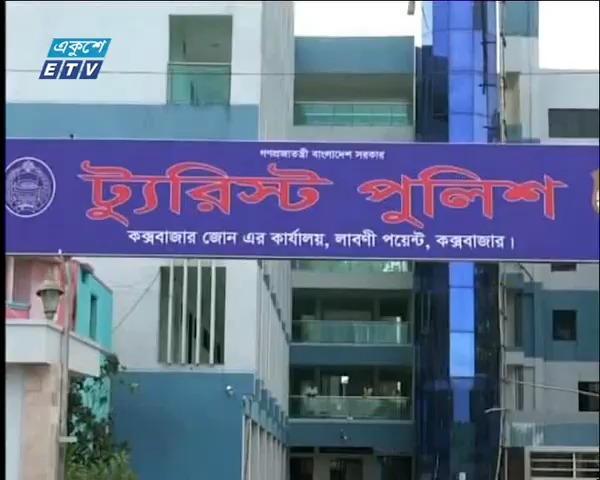 একুশে
ETV
গণপ্রজাতন্ত্রী বাংলাদেশ সরকার
ট্যুরিস্ট পুলিশ
কক্সবাজার জোন এর কার্যালয়, লাবণী পয়েন্ট, কক্সবাজার।